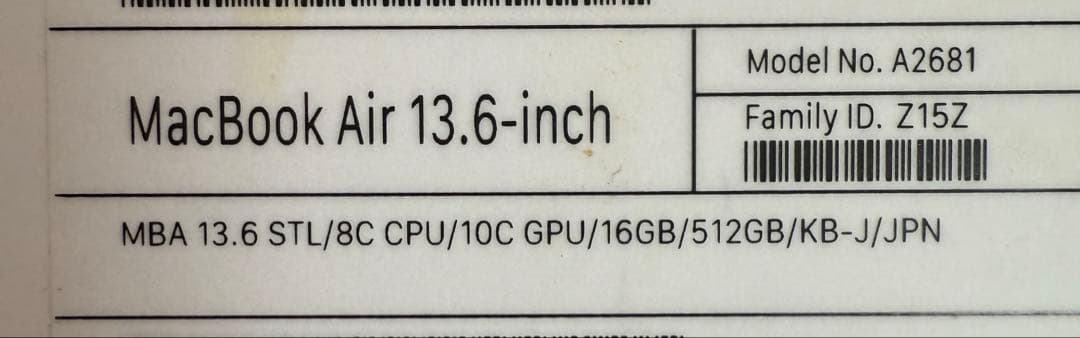 MacBook Air 13.6-inch
Model No. A2681
Family ID. Z15Z
MBA 13.6 STL/8C CPU/10C GPU/16GB/512GB/KB-J/JPN